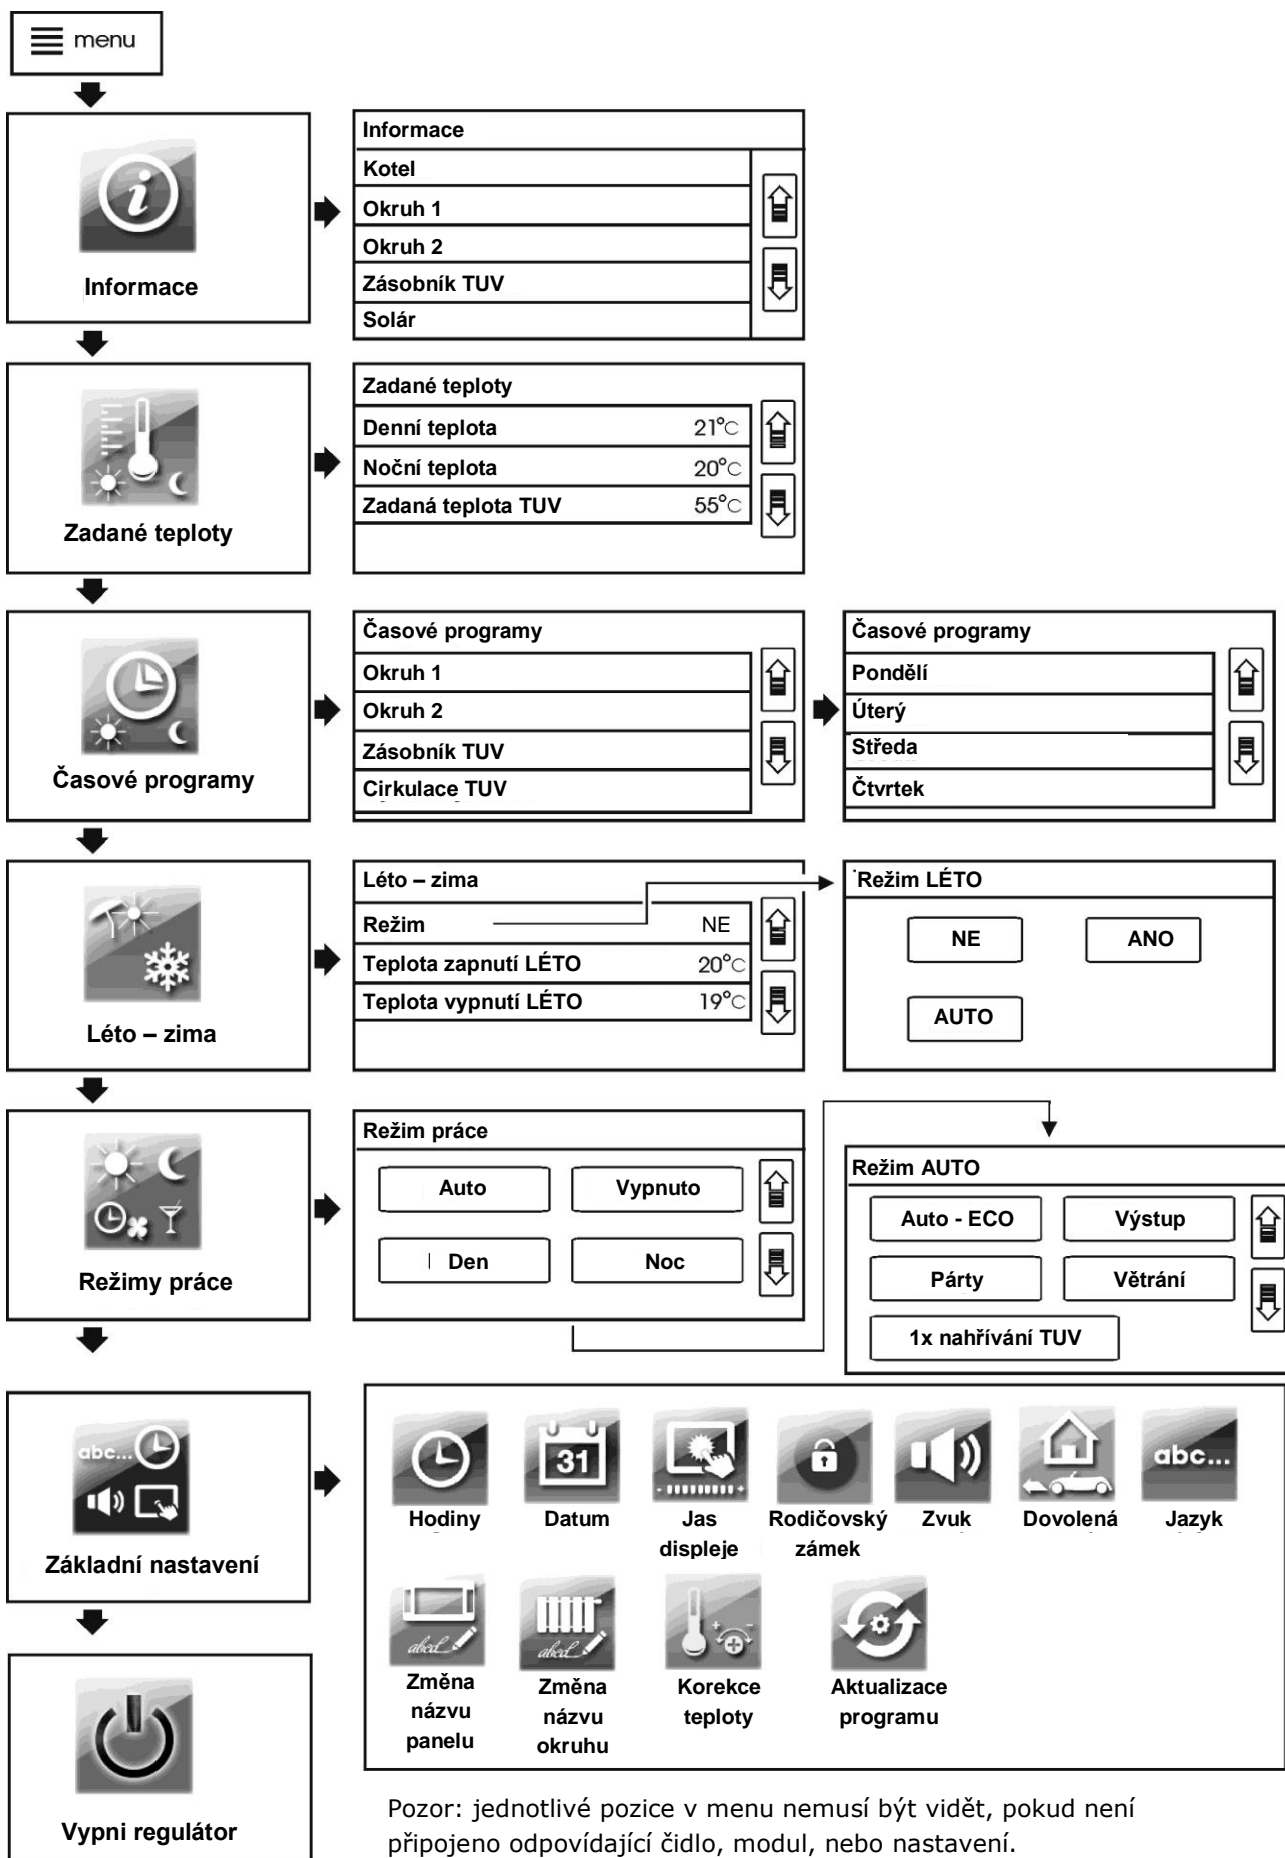 menu
Informace
Informace
Kotel
Okruh 1
Okruh 2
Zásobník TUV
Solár
Zadané teploty
Zadané teploty
Denní teplota 21°C
Noční teplota 20°C
Zadaná teplota TUV 55°C
Časové programy
Časové programy
Okruh 1
Okruh 2
Zásobník TUV
Cirkulace TUV
Časové programy
Pondělí
Úterý
Středa
Čtvrtek
Léto – zima
Léto – zima
Režim NE
Teplota zapnutí LÉTO 20°C
Teplota vypnutí LÉTO 19°C
Režim LÉTO
NE ANO
AUTO
Režimy práce
Režim práce
Auto Vypnuto
Den Noc
Režim AUTO
Auto - ECO Výstup
Párty Větrání
1x nahřívání TUV
abc...
Základní nastavení
31
abc...
Hodiny
Datum
Jas
displeje
Rodičovský
zámek
Zvuk
Dovolená
Jazyk
abcd
abcd
Změna
názvu
panelu
Změna
názvu
okruhu
Korekce
teploty
Aktualizace
programu
Vypni regulátor
Pozor: jednotlivé pozice v menu nemusí být vidět, pokud není
připojeno odpovídající čidlo, modul, nebo nastavení.